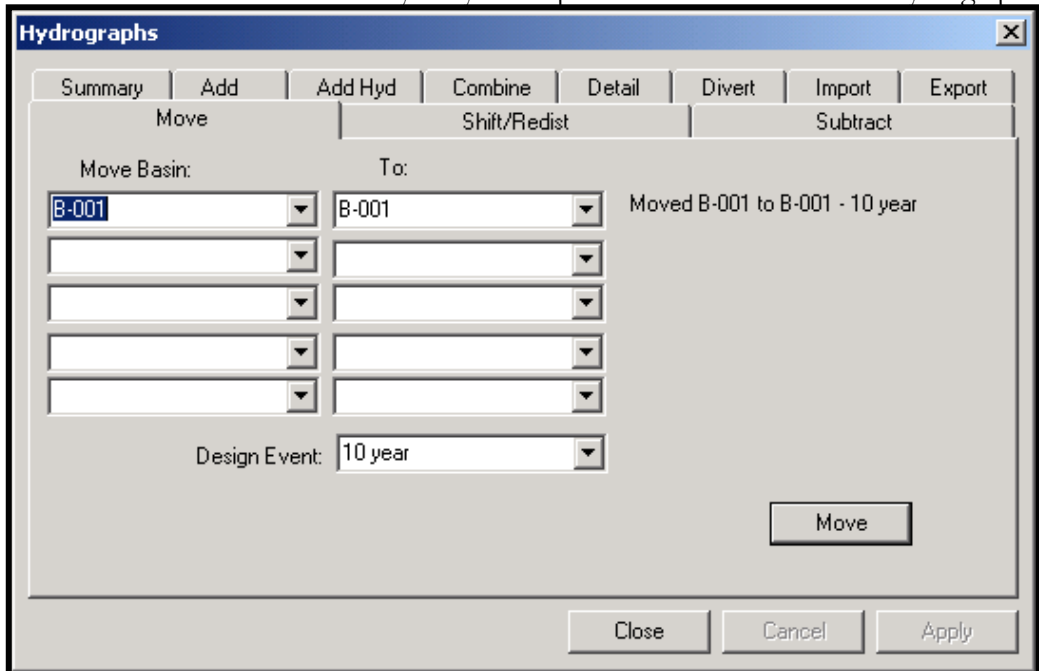 Hydrographs
Summary Add Add Hyd Combine Detail Divert Import Export
Move Shift/Redist Subtract
Move Basin: To:
B-001 B-001 Moved B-001 to B-001 - 10 year
Design Event: 10 year
Move
Close Cancel Apply